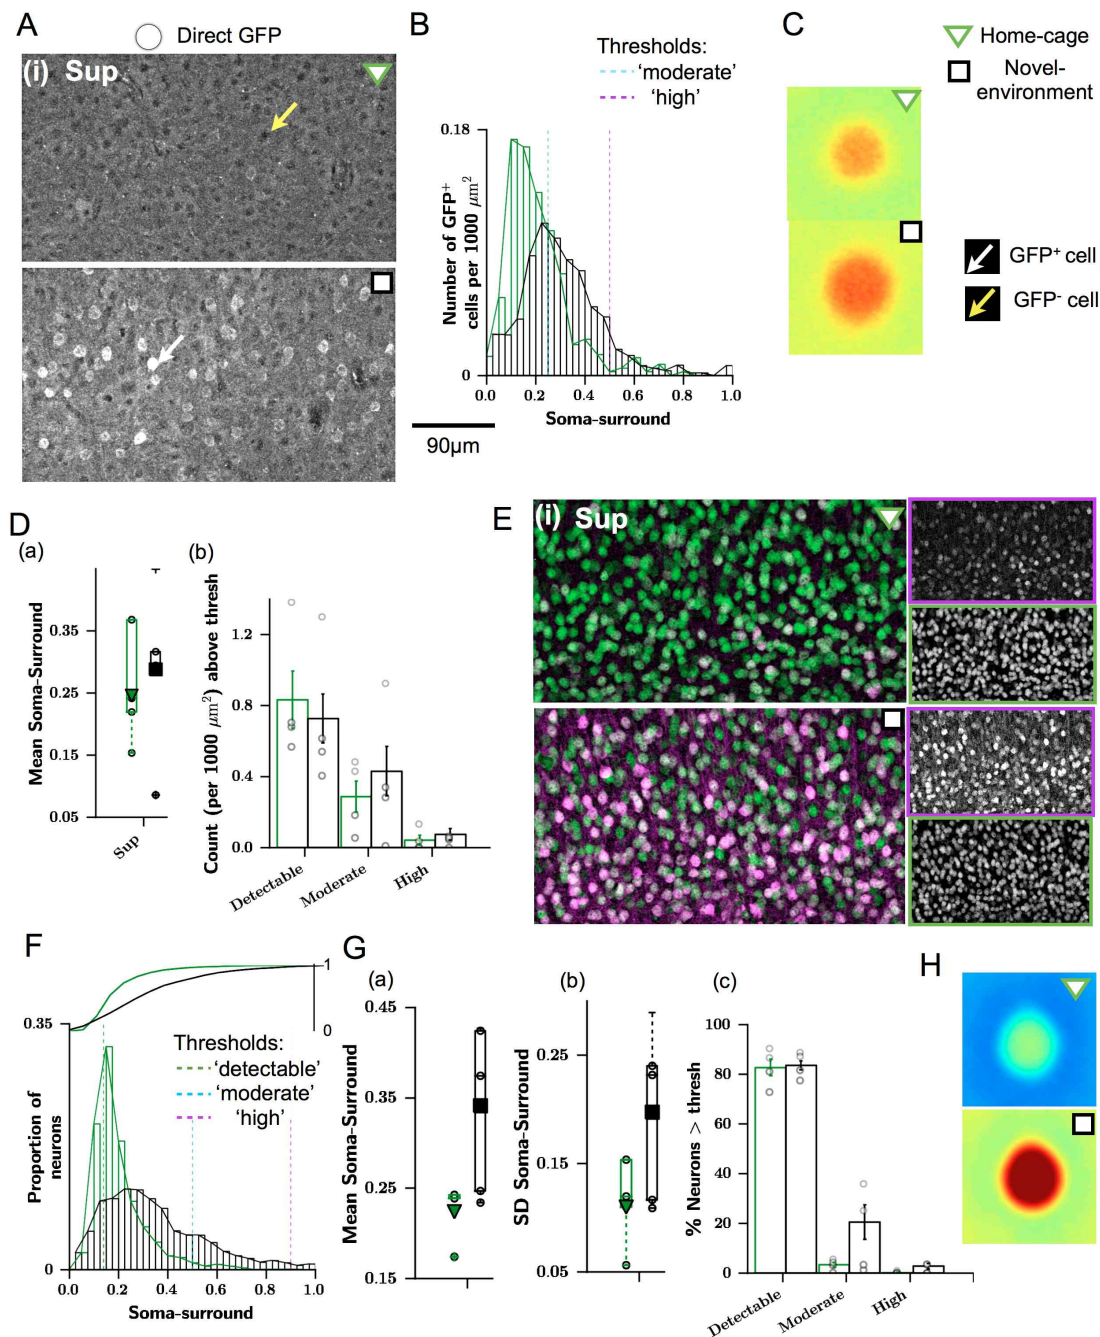 A
Direct GFP
(i) Sup
B
Thresholds:
'moderate'
'high'
0.18
Number of GFP⁺
cells per 1000 μm²
0
0.0 0.2 0.4 0.6 0.8 1.0
Soma-surround
90μm
C
Home-cage
Novel-
environment
GFP⁺ cell
GFP⁻ cell
D
(a)
Mean Soma-Surround
0.35
0.25
0.15
0.05
Sup
(b)
Count (per 1000 μm²) above thresh
1.2
0.8
0.4
0.0
Detectable Moderate High
E
(i) Sup
F
1
0
0.35
Thresholds:
'detectable'
'moderate'
'high'
Proportion of
neurons
0
0.0 0.2 0.4 0.6 0.8 1.0
Soma-surround
G
(a)
Mean Soma-Surround
0.45
0.35
0.25
0.15
(b)
SD Soma-Surround
0.25
0.15
0.05
(c)
% Neurons > thresh
100
80
60
40
20
0
Detectable Moderate High
H